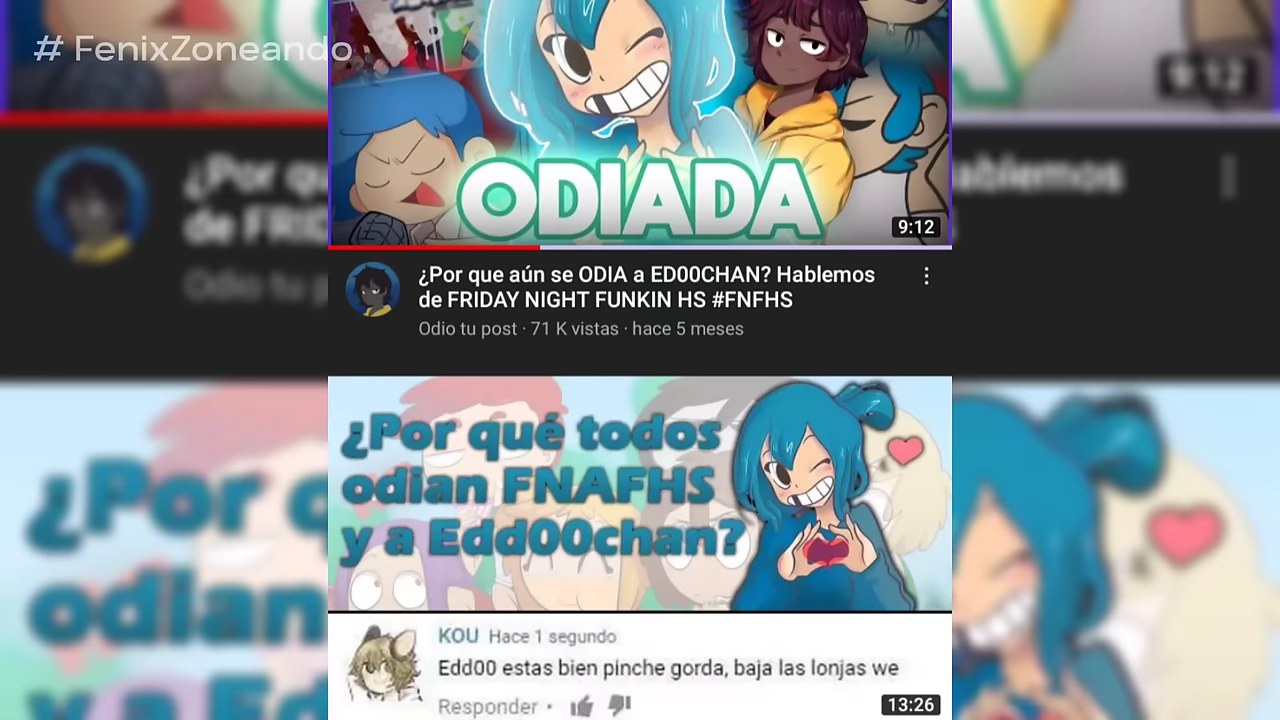 # FenixZoneando
ODIADA
9:12
9:12
¿Por que aún se ODIA a ED00CHAN? Hablemos
de FRIDAY NIGHT FUNKIN HS #FNFHS
Odio tu post · 71 K vistas · hace 5 meses
¿Por qué todos
odian FNAFHS
y a Edd00chan?
KOU Hace 1 segundo
Edd00 estas bien pinche gorda, baja las lonjas we
Responder ·
13:26